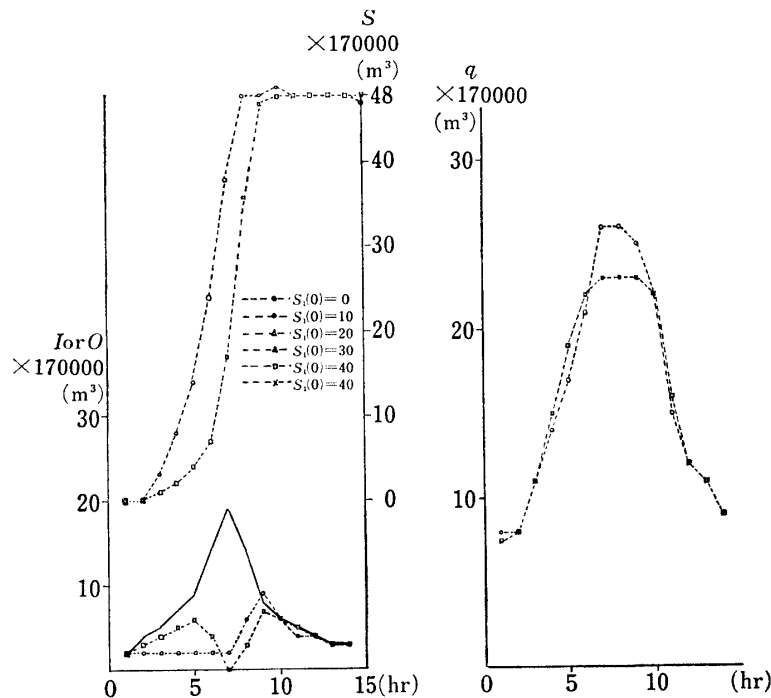 S
×170000
(m³)
48
40
30
20
10
0
S₁(0)=0
S₁(0)=10
S₁(0)=20
S₁(0)=30
S₁(0)=40
S₁(0)=40
I or O
×170000
(m³)
30
20
10
0 5 10 15(hr)
q
×170000
(m³)
30
20
10
0 5 10 (hr)